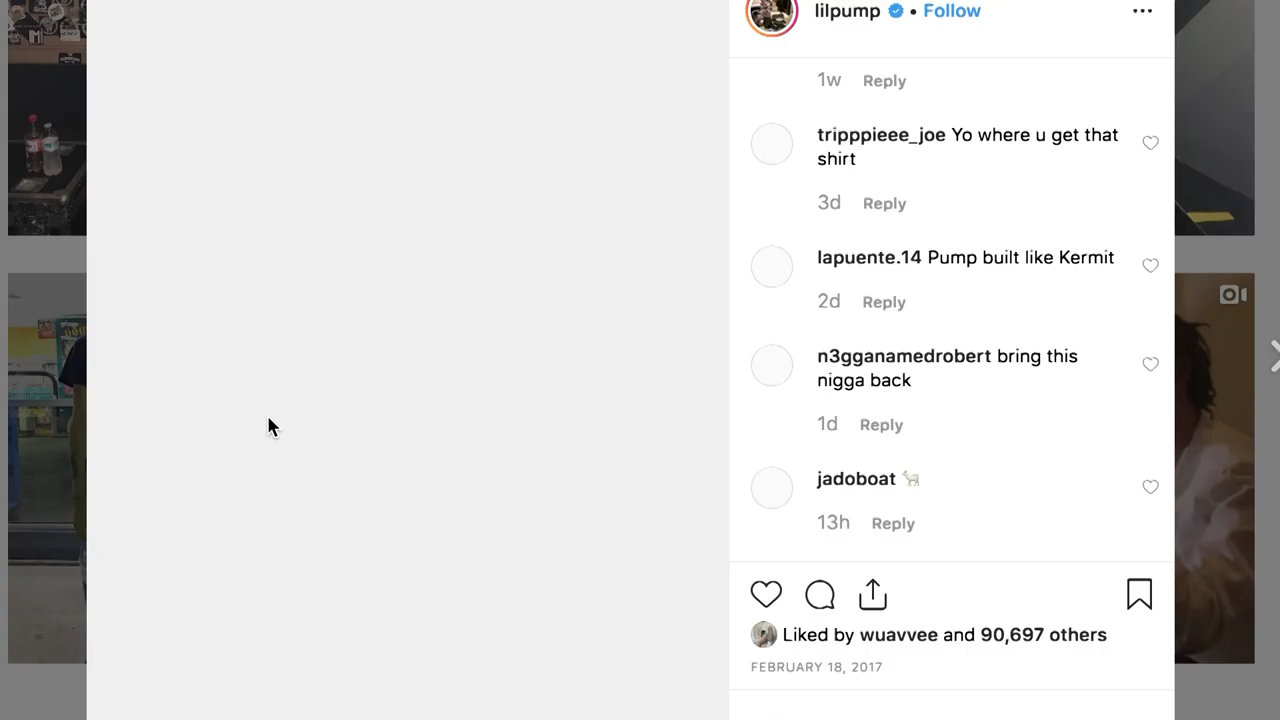 lilpump • Follow
1w Reply
tripppieee_joe Yo where u get that
shirt
3d Reply
lapuente.14 Pump built like Kermit
2d Reply
n3gganamedrobert bring this
nigga back
1d Reply
jadoboat 🐐
13h Reply
Liked by wuavvee and 90,697 others
FEBRUARY 18, 2017